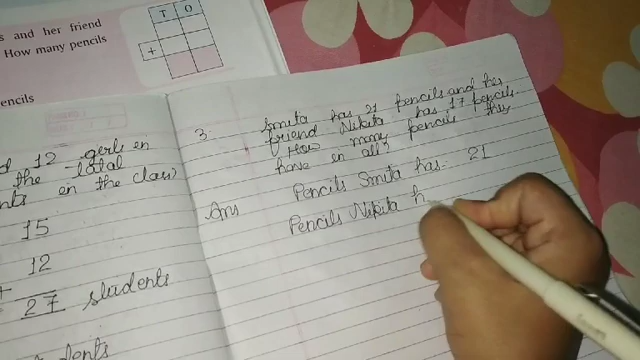 s and her friend
How many pencils
T O
+
encils
12 girls in
the total
nts in the class)
15
12
+
27 students
dents
3. Smita has 21 pencils and her
friend Nikita has 17 pencils.
How many pencils they
have in all?
Ans Pencils Smita has - 21
Pencils Nikita h